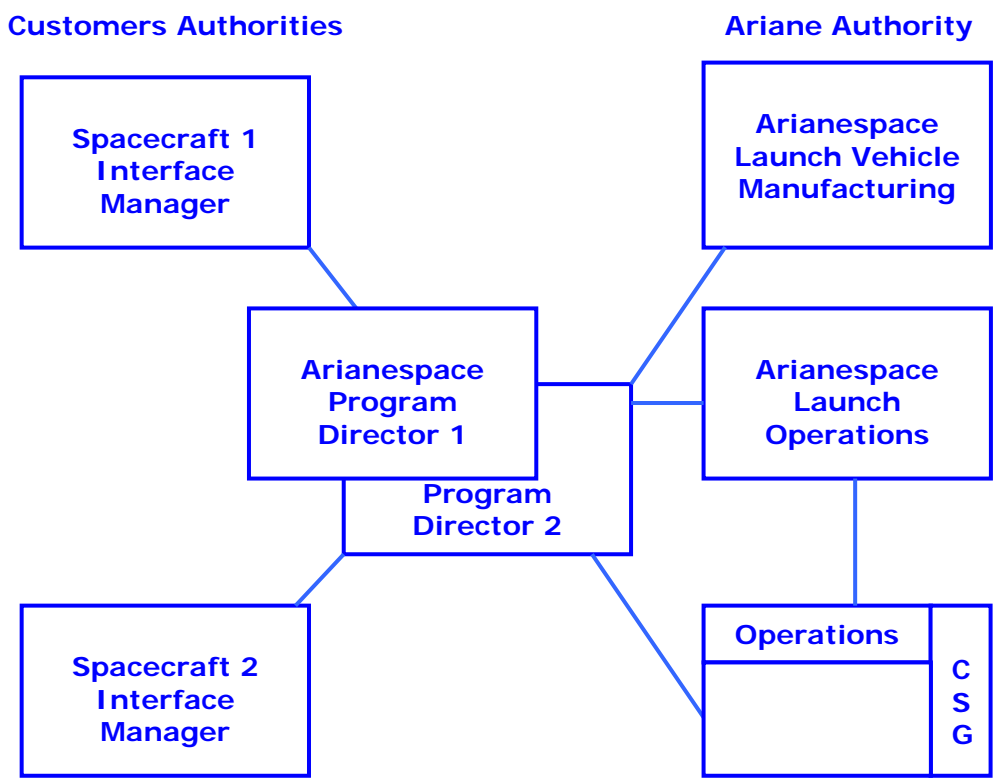 Customers Authorities
Ariane Authority
Spacecraft 1
Interface
Manager
Arianespace
Launch Vehicle
Manufacturing
Arianespace
Program
Director 1
Arianespace
Launch
Operations
Program
Director 2
Spacecraft 2
Interface
Manager
Operations
C
S
G